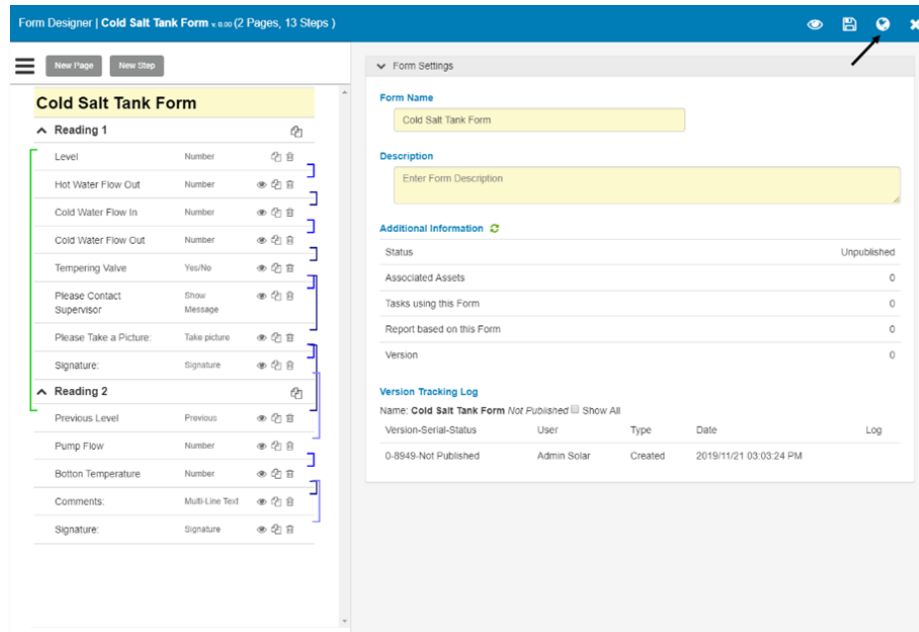 Form Designer | Cold Salt Tank Form v. 0.00 (2 Pages, 13 Steps )
New Page New Step
Cold Salt Tank Form
Reading 1
Level Number
Hot Water Flow Out Number
Cold Water Flow In Number
Cold Water Flow Out Number
Tempering Valve Yes/No
Please Contact Supervisor Show Message
Please Take a Picture: Take picture
Signature: Signature
Reading 2
Previous Level Previous
Pump Flow Number
Botton Temperature Number
Comments: Multi-Line Text
Signature: Signature
Form Settings
Form Name
Cold Salt Tank Form
Description
Enter Form Description
Additional Information
Status Unpublished
Associated Assets 0
Tasks using this Form 0
Report based on this Form 0
Version 0
Version Tracking Log
Name: Cold Salt Tank Form Not Published Show All
Version-Serial-Status User Type Date Log
0-8949-Not Published Admin Solar Created 2019/11/21 03:03:24 PM